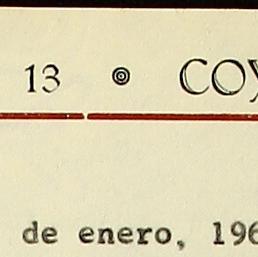 13 ◎ COY
de enero, 196